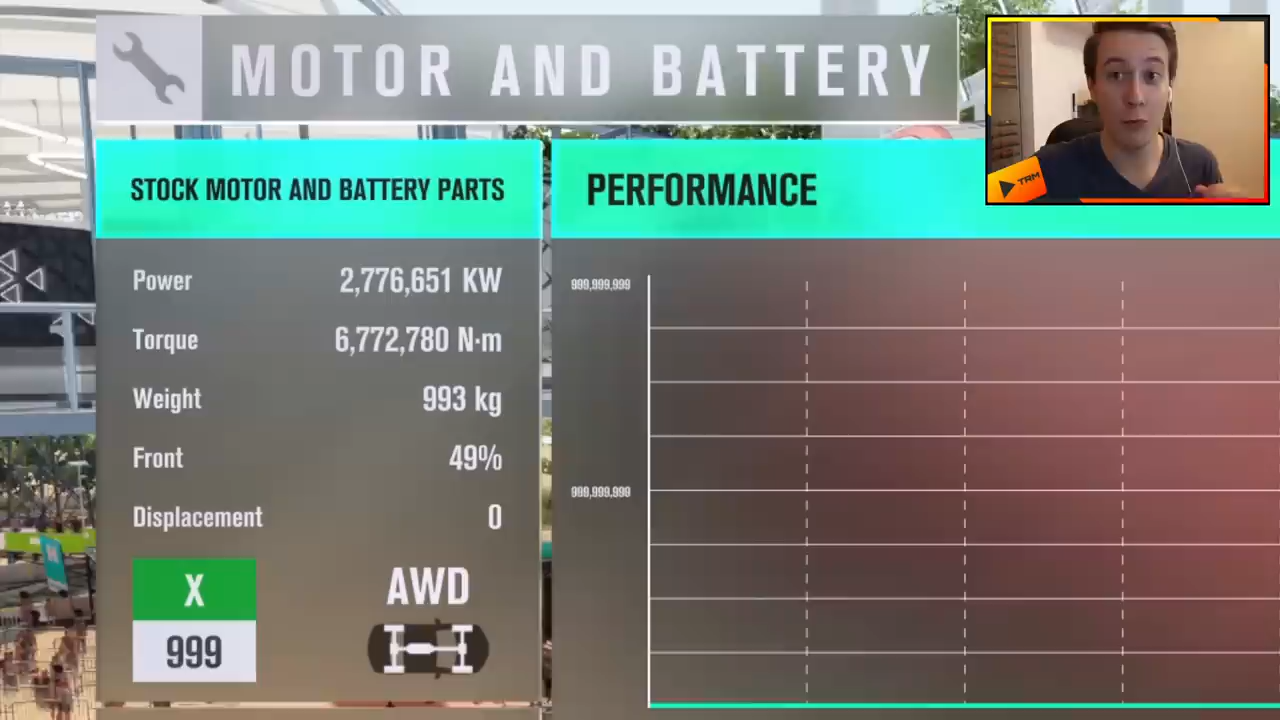 MOTOR AND BATTERY
STOCK MOTOR AND BATTERY PARTS
PERFORMANCE
Power 2,776,651 KW
Torque 6,772,780 N·m
Weight 993 kg
Front 49%
Displacement 0
X
999
AWD
999,999,999
999,999,999
TRM